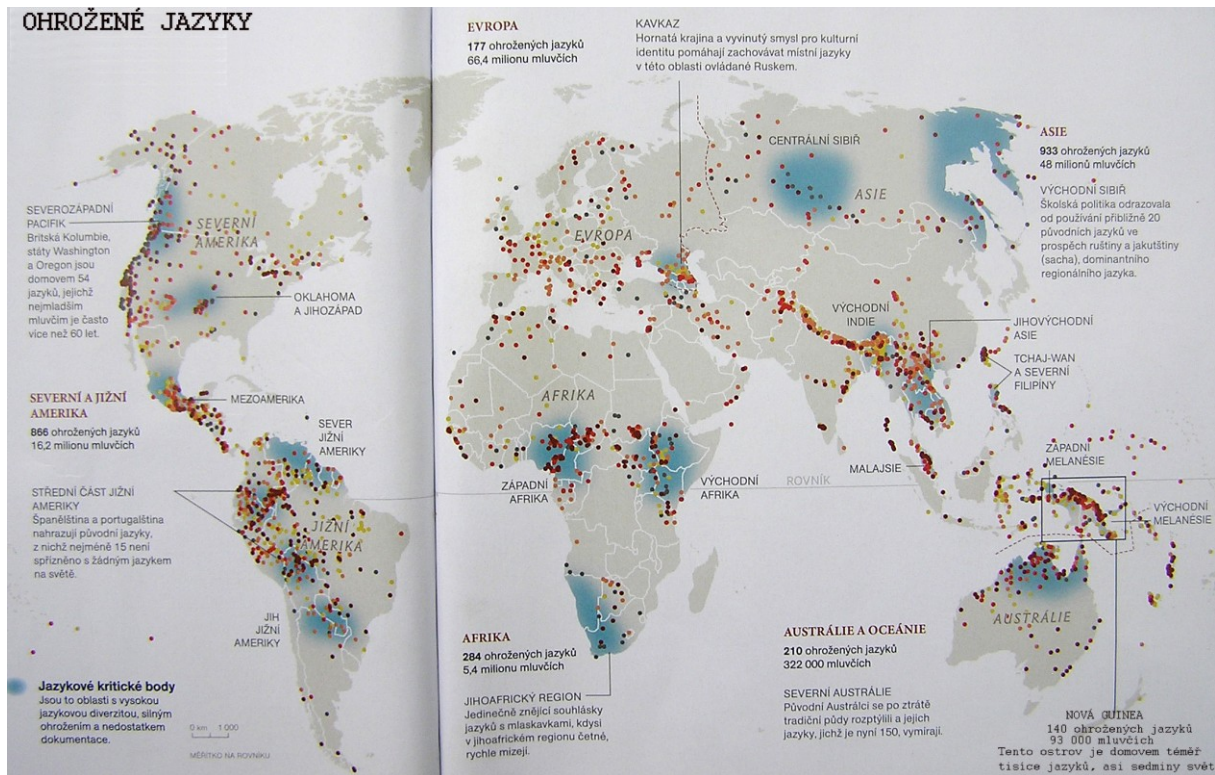 OHROŽENÉ JAZYKY
EVROPA
177 ohrožených jazyků
66,4 milionu mluvčích
KAVKAZ
Hornatá krajina a vyvinutý smysl pro kulturní
identitu pomáhají zachovávat místní jazyky
v této oblasti ovládané Ruskem.
CENTRÁLNÍ SIBIŘ
ASIE
ASIE
933 ohrožených jazyků
48 milionů mluvčích
VÝCHODNÍ SIBIŘ
Školská politika odrazovala
od používání přibližně 20
původních jazyků ve
prospěch ruštiny a jakutštiny
(sacha), dominantního
regionálního jazyka.
SEVEROZÁPADNÍ
PACIFIK
Britská Kolumbie,
státy Washington
a Oregon jsou
domovem 54
jazyků, jejichž
nejmladším
mluvčím je často
více než 60 let.
SEVERNÍ
AMERIKA
EVROPA
OKLAHOMA
A JIHOZÁPAD
VÝCHODNÍ
INDIE
JIHOVÝCHODNÍ
ASIE
TCHAJ-WAN
A SEVERNÍ
FILIPÍNY
SEVERNÍ A JIŽNÍ
AMERIKA
866 ohrožených jazyků
16,2 milionu mluvčích
MEZOAMERIKA
AFRIKA
SEVER
JIŽNÍ
AMERIKY
ZÁPADNÍ
AFRIKA
VÝCHODNÍ
AFRIKA
ROVNÍK
MALAJSIE
ZÁPADNÍ
MELANÉSIE
VÝCHODNÍ
MELANÉSIE
STŘEDNÍ ČÁST JIŽNÍ
AMERIKY
Španělština a portugalština
nahrazují původní jazyky,
z nichž nejméně 15 není
spřízněno s žádným jazykem
na světě.
JIŽNÍ
AMERIKA
JIH
JIŽNÍ
AMERIKY
AUSTRÁLIE
AFRIKA
284 ohrožených jazyků
5,4 milionu mluvčích
JIHOAFRICKÝ REGION
Jedinečně znějící souhlásky
jazyků s mlaskavkami, kdysi
v jihoafrickém regionu četné,
rychle mizejí.
AUSTRÁLIE A OCEÁNIE
210 ohrožených jazyků
322 000 mluvčích
SEVERNÍ AUSTRÁLIE
Původní Australci se po ztrátě
tradiční půdy rozptýlili a jejich
jazyky, jichž je nyní 150, vymírají.
NOVÁ GUINEA
140 ohrožených jazyků
93 000 mluvčích
Tento ostrov je domovem téměř
tisíce jazyků, asi sedminy svět
Jazykové kritické body
Jsou to oblasti s vysokou
jazykovou diverzitou, silným
ohrožením a nedostatkem
dokumentace.
0 km 1 000
MĚŘÍTKO NA ROVNÍKU